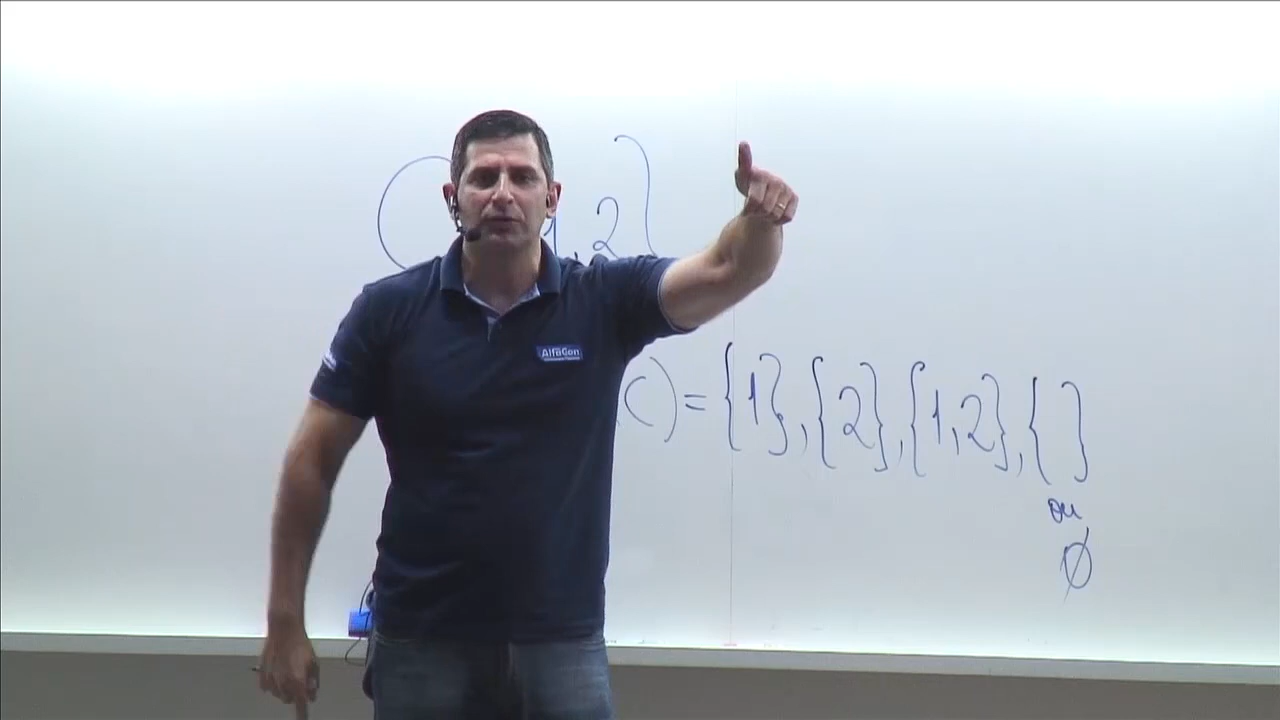 C 1,2}
C) = {1}, {2}, {1,2}, { }
ou
Ø
AlfaCon